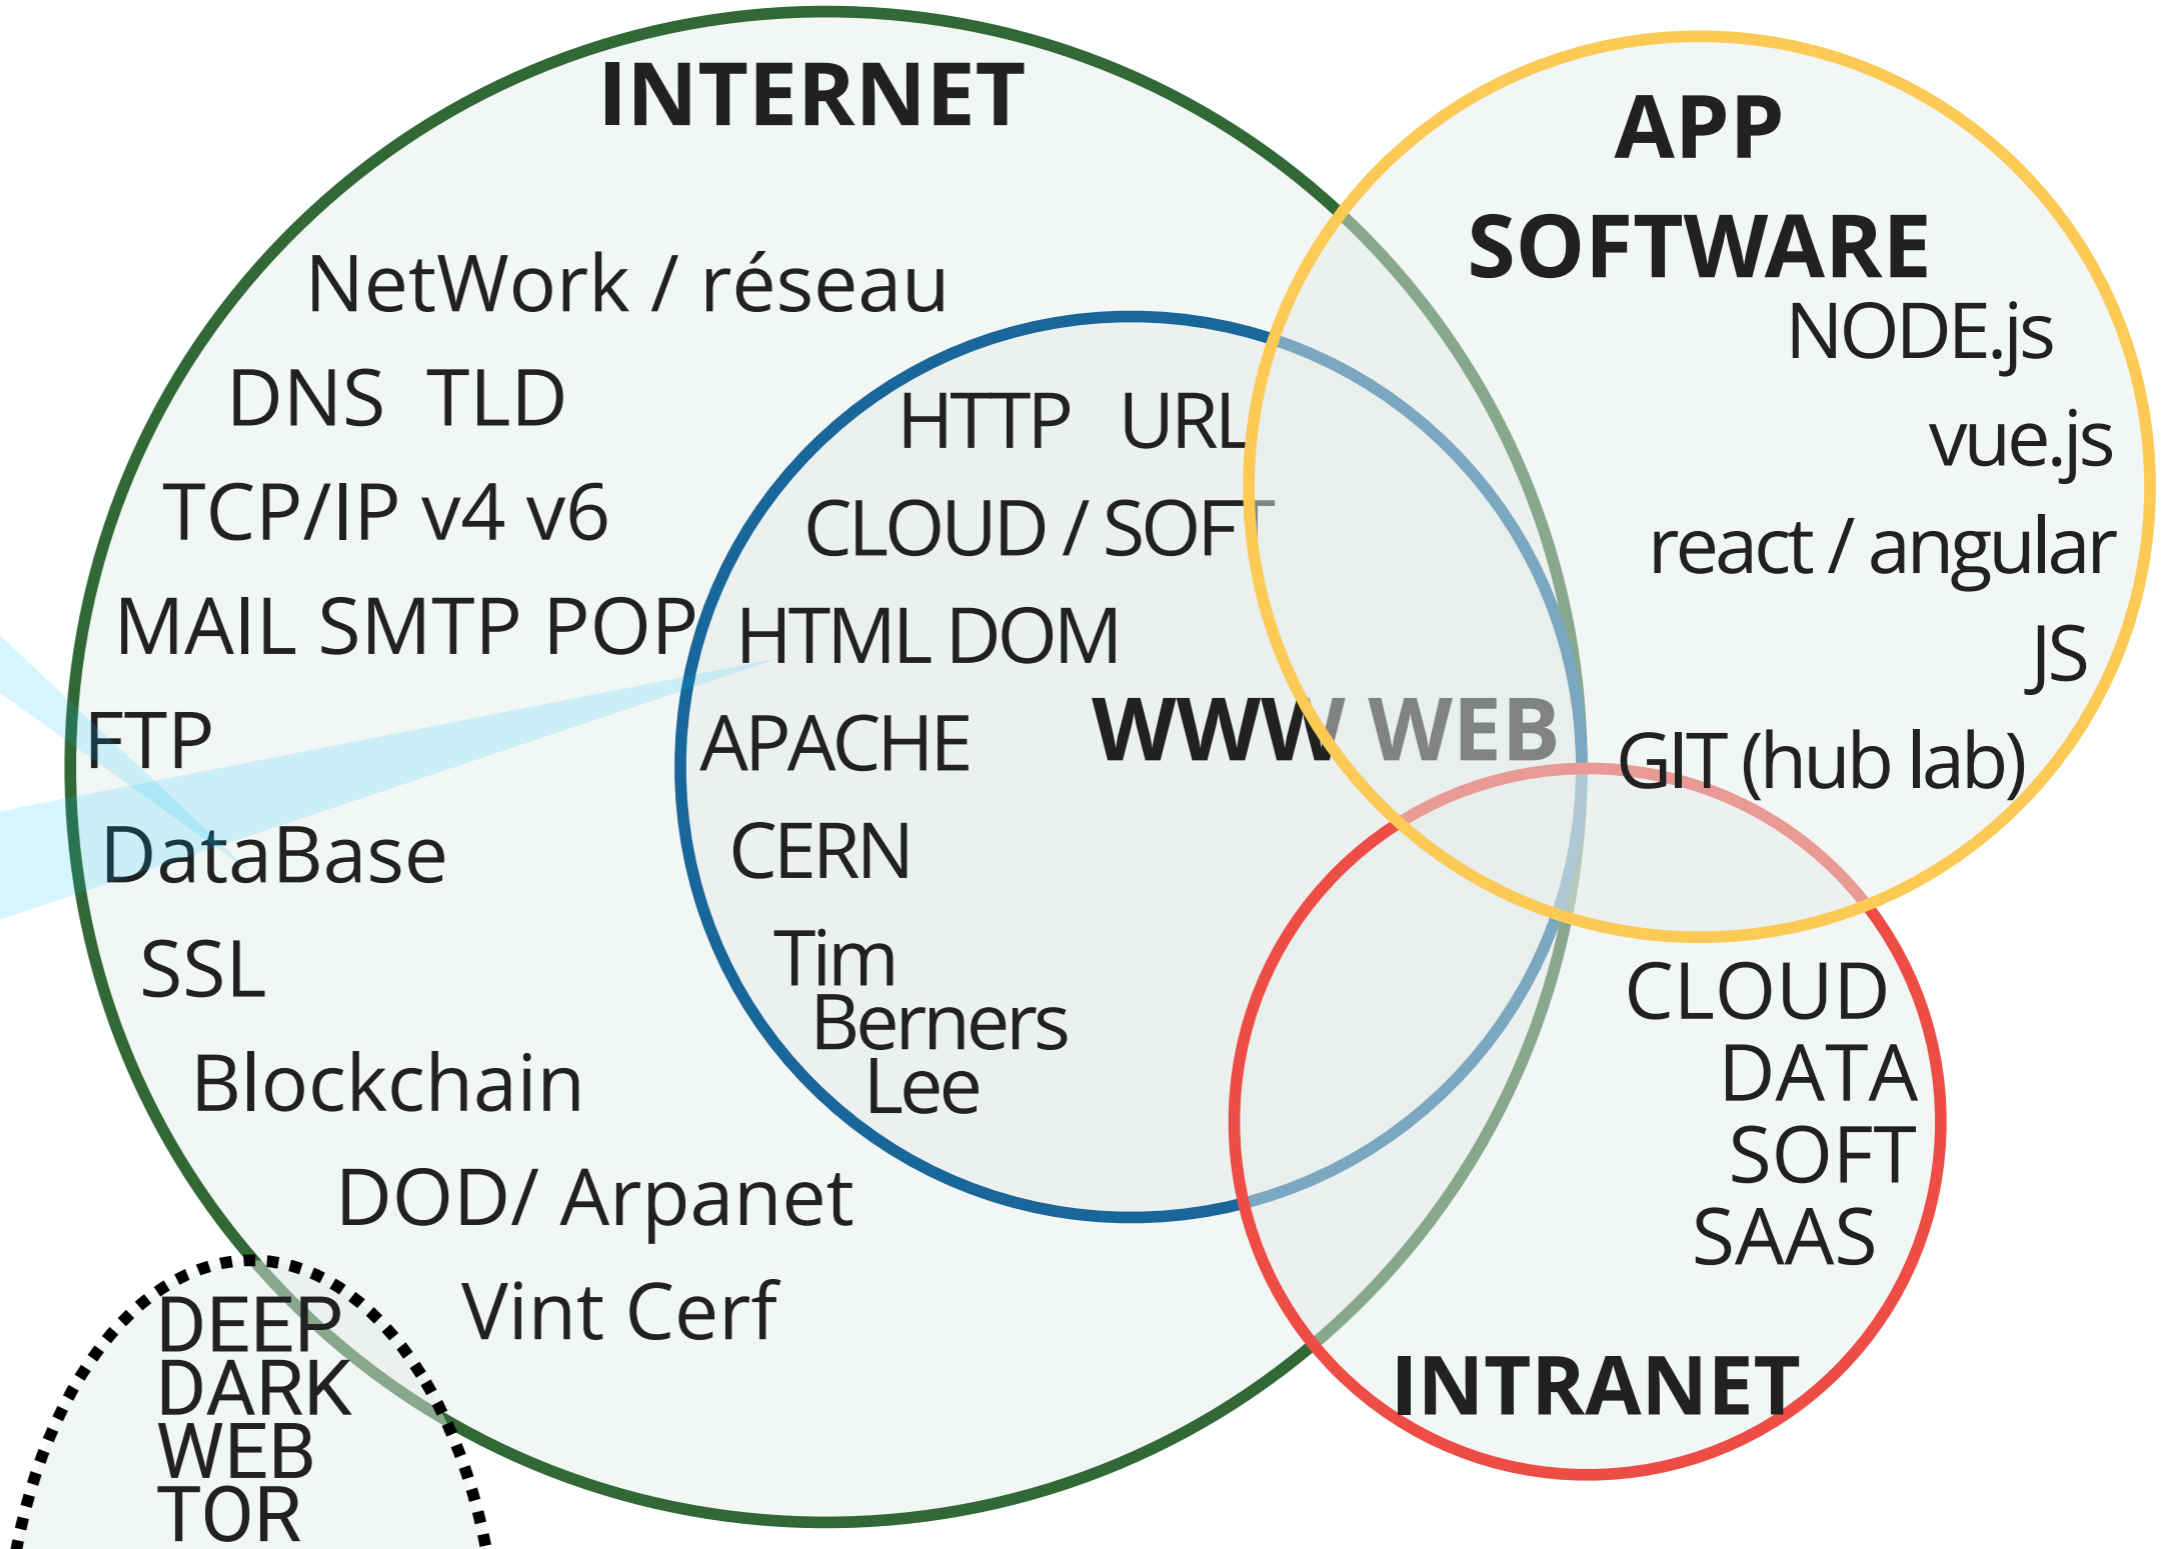 INTERNET
NetWork / réseau
DNS TLD
TCP/IP v4 v6
MAIL SMTP POP
FTP
DataBase
SSL
Blockchain
DOD/ Arpanet
Vint Cerf
DEEP
DARK
WEB
TOR
HTTP URL
CLOUD / SOFT
HTML DOM
WWW WEB
APACHE
CERN
Tim
Berners
Lee
APP
SOFTWARE
NODE.js
vue.js
react / angular
JS
GIT (hub lab)
CLOUD
DATA
SOFT
SAAS
INTRANET